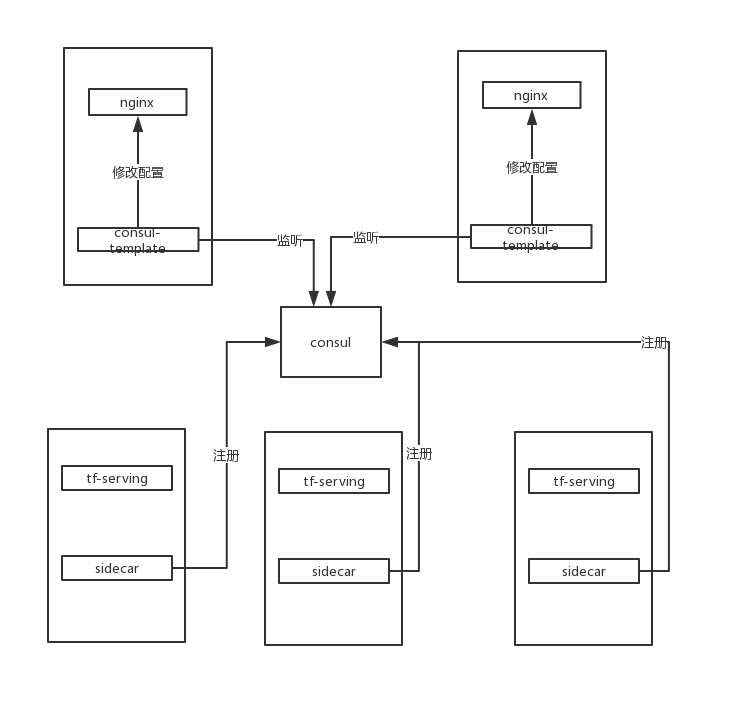 nginx
nginx
修改配置
修改配置
consul-
template
consul-
template
监听
监听
consul
注册
注册
注册
tf-serving
tf-serving
tf-serving
sidecar
sidecar
sidecar